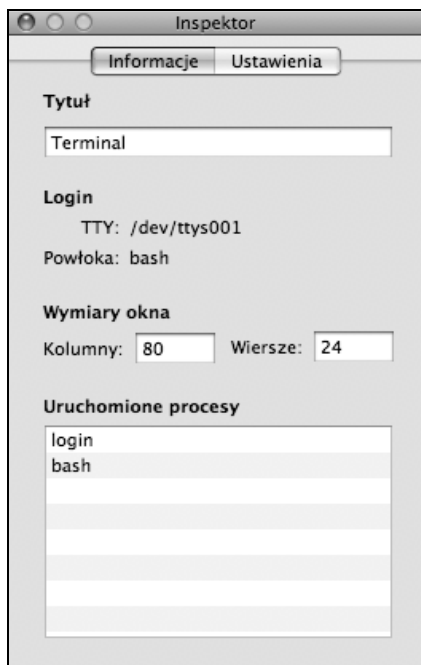 Inspektor
Informacje Ustawienia
Tytuł
Terminal
Login
TTY: /dev/ttys001
Powłoka: bash
Wymiary okna
Kolumny: 80 Wiersze: 24
Uruchomione procesy
login
bash